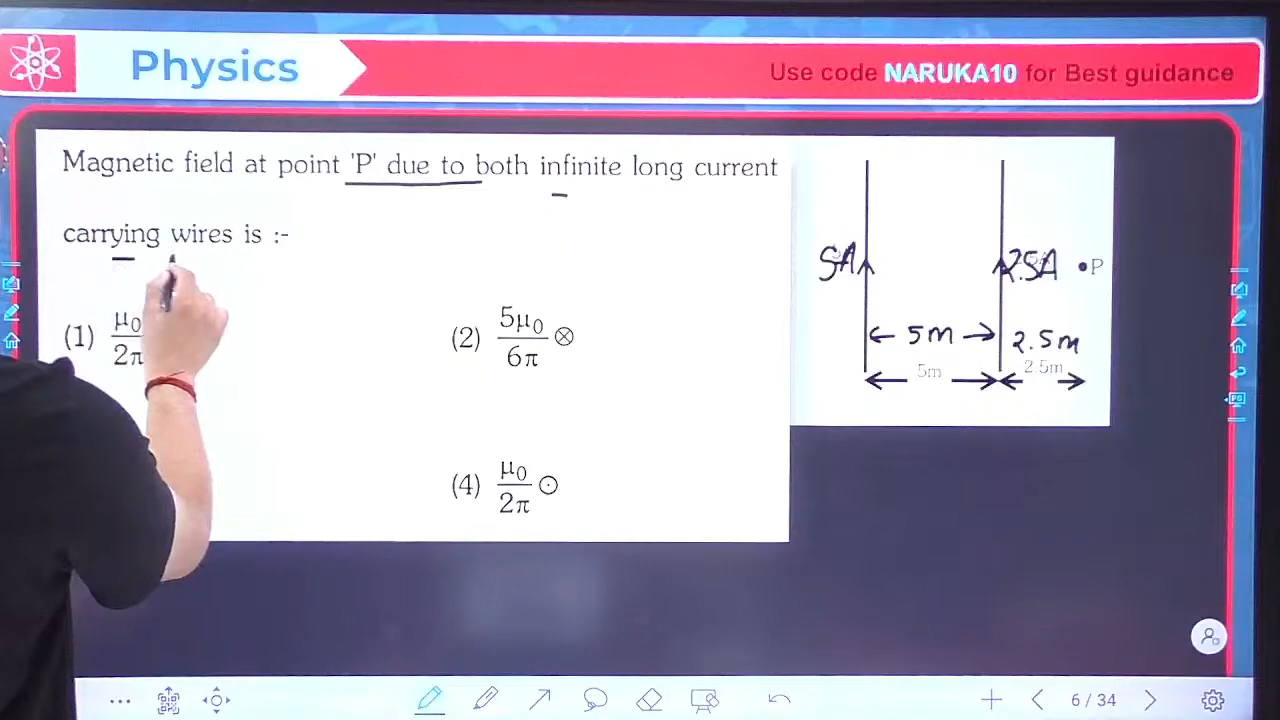 Physics
Use code NARUKA10 for Best guidance
Magnetic field at point 'P' due to both infinite long current
carrying wires is :-
(1) μ0
2π
(2) 5μ0 ⊗
6π
(4) μ0 ⊙
2π
5A
2.5A
P
5m
2.5m
5m
2.5m
6 / 34